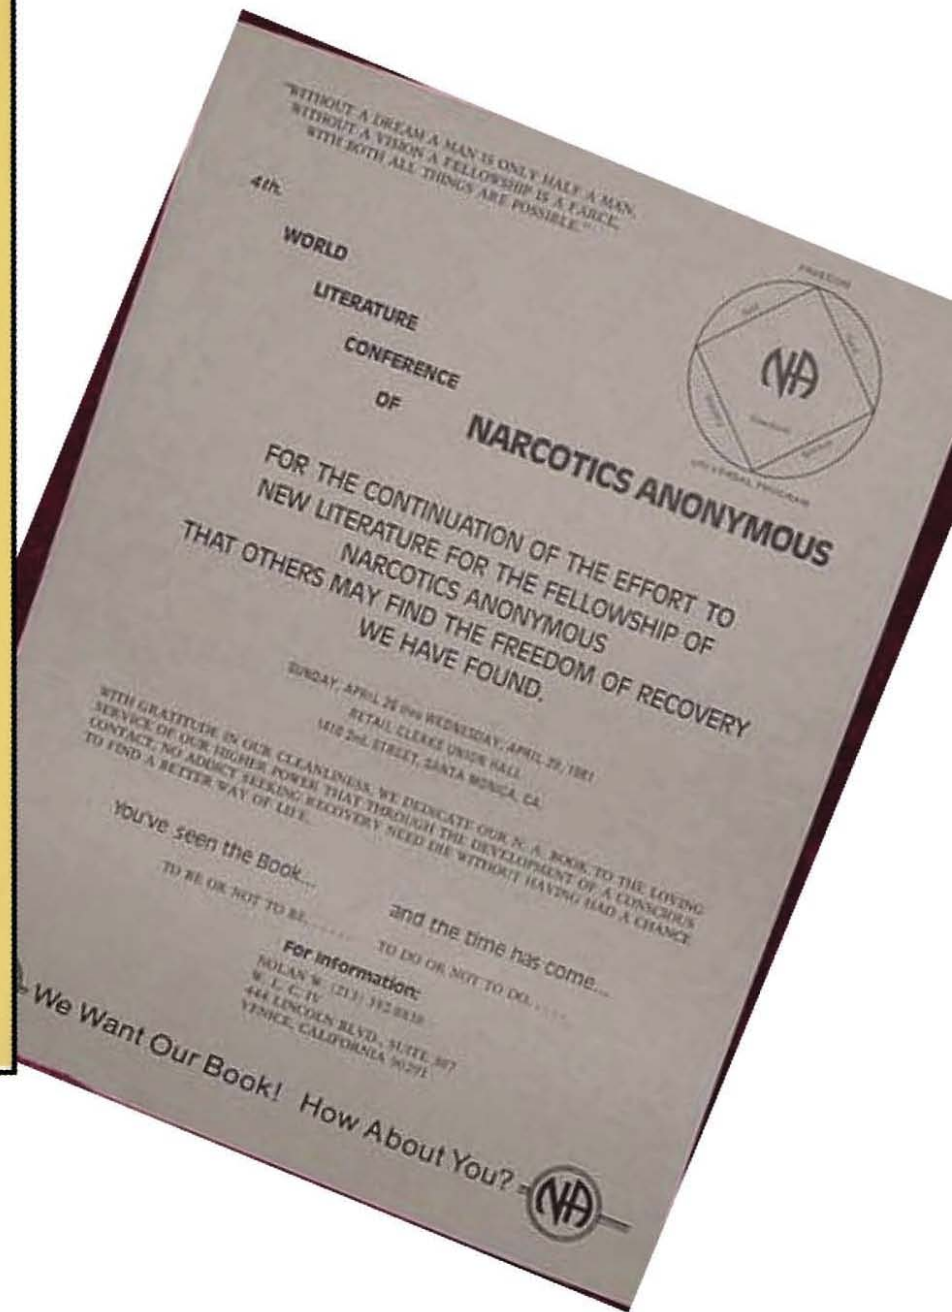 "WITHOUT A DREAM A MAN IS ONLY HALF A MAN,
WITHOUT A VISION A FELLOWSHIP IS A FARCE,
WITH BOTH ALL THINGS ARE POSSIBLE."
4th.
WORLD
LITERATURE
CONFERENCE
OF
NARCOTICS ANONYMOUS
FREEDOM
NA
UNIVERSAL PROGRAM
FOR THE CONTINUATION OF THE EFFORT TO
NEW LITERATURE FOR THE FELLOWSHIP OF
NARCOTICS ANONYMOUS
THAT OTHERS MAY FIND THE FREEDOM OF RECOVERY
WE HAVE FOUND.
SUNDAY, APRIL 26 thru WEDNESDAY, APRIL 29, 1981
RETAIL CLERKS UNION HALL
1410 2nd. STREET, SANTA MONICA, CA.
WITH GRATITUDE IN OUR CLEANLINESS, WE DEDICATE OUR N. A. BOOK, TO THE LOVING
SERVICE OF OUR HIGHER POWER THAT THROUGH THE DEVELOPMENT OF A CONSCIOUS
CONTACT, NO ADDICT SEEKING RECOVERY NEED DIE WITHOUT HAVING HAD A CHANCE
TO FIND A BETTER WAY OF LIFE.
You've seen the Book...
and the time has come...
TO BE OR NOT TO BE......
TO DO OR NOT TO DO......
For information:
NOLAN W. (213)
W. L. C. IV
444 LINCOLN BLVD., SUITE 307
VENICE, CALIFORNIA 90291
We Want Our Book! How About You?
NA